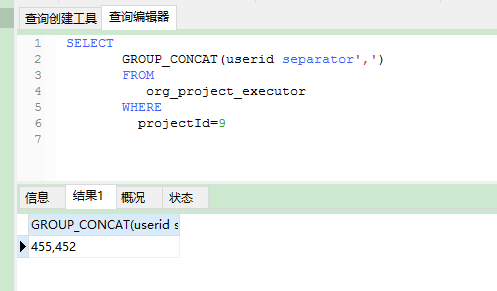 查询创建工具 查询编辑器
1 SELECT
2 GROUP_CONCAT(userid separator',')
3 FROM
4 org_project_executor
5 WHERE
6 projectId=9
7
信息 结果1 概况 状态
GROUP_CONCAT(userid s
455,452